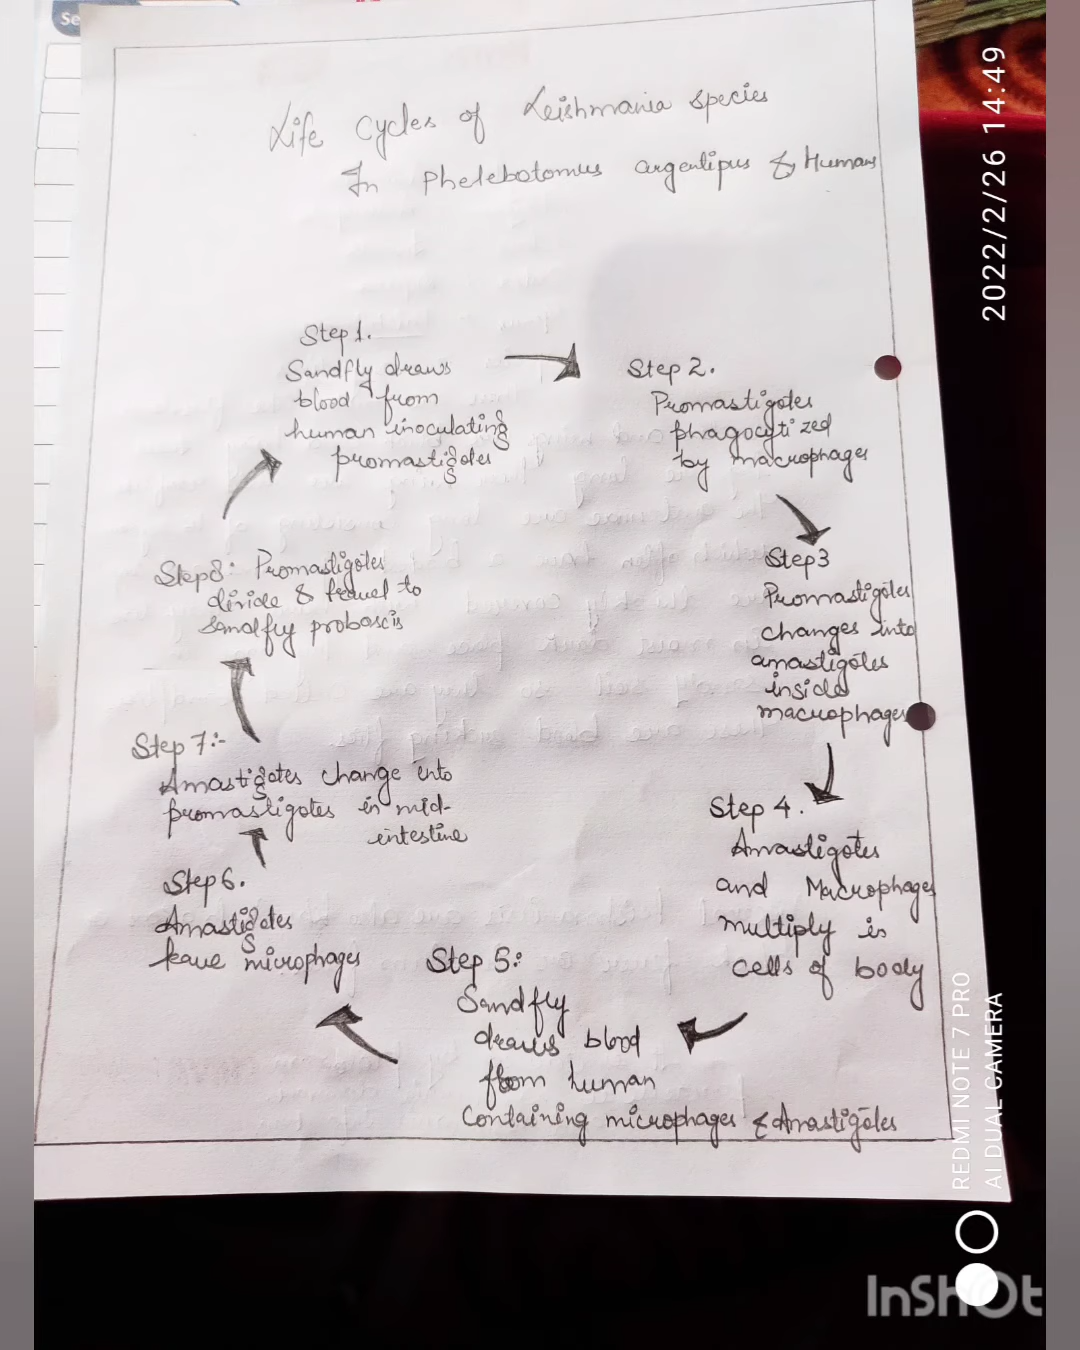 Se
Life Cycles of Leishmania species
In Phelebotomus argentipus & Humans
Step 1.
Sandfly draws
blood from
human inoculating
promastigotes
Step 2.
Promastigotes
phagocytized
by macrophages
Step3
Promastigotes
changes into
amastigotes
inside
macrophages
Step 4.
Amastigotes
and Macrophages
multiply in
cells of body
Step 5:
Sandfly
draws blood
from human
Containing microphages & Amastigotes
Step 6.
Amastigotes
leave microphages
Step 7:-
Amastigotes change into
promastigotes in mid-
intestine
Step8: Promastigotes
divide & travel to
Sandfly proboscis
2022/2/26 14:49
REDMI NOTE 7 PRO
AI DUAL CAMERA
InShOt